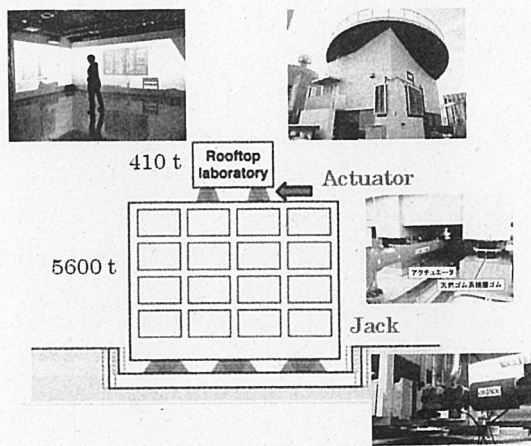 410 t
Rooftop
laboratory
Actuator
5600 t
アクチュエータ
天然ゴム系積層ゴム
Jack